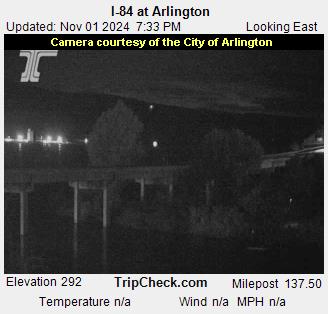 I-84 at Arlington
Updated: Nov 01 2024 7:33 PM Looking East
Camera courtesy of the City of Arlington
Elevation 292 TripCheck.com Milepost 137.50
Temperature n/a Wind n/a MPH n/a